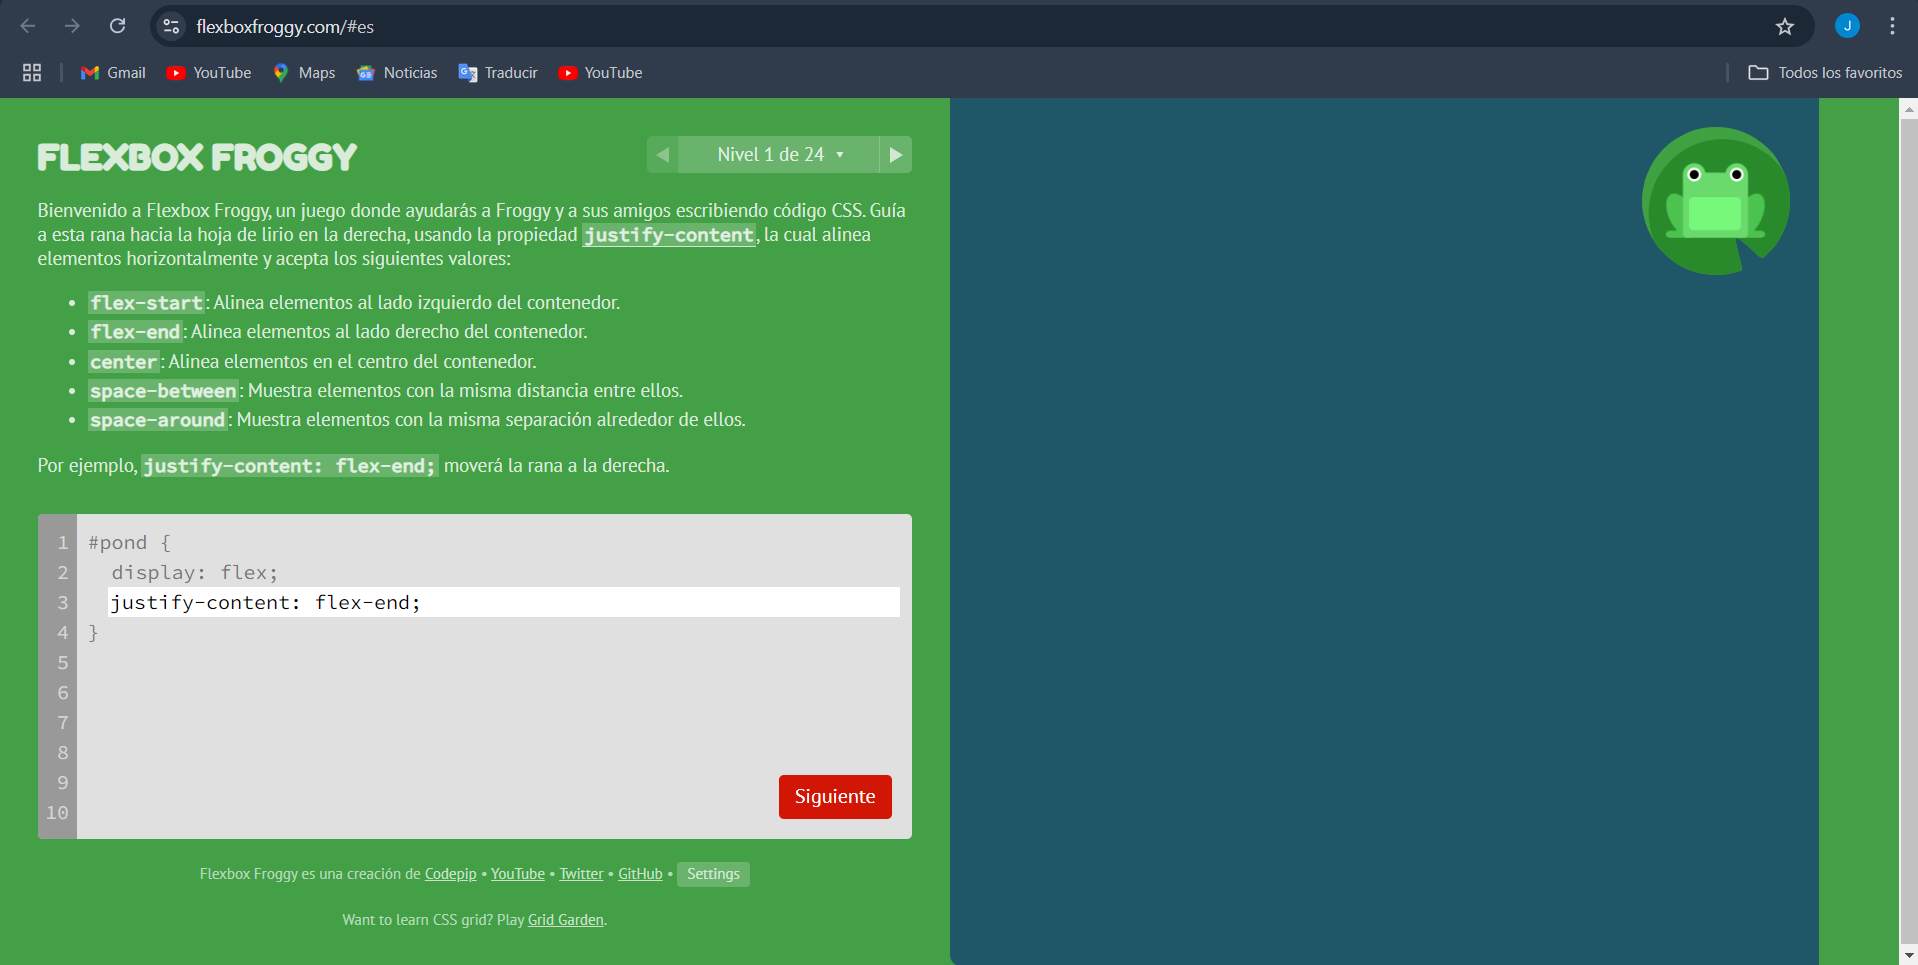 flexboxfroggy.com/#es
J
Gmail
YouTube
Maps
Noticias
Traducir
YouTube
Todos los favoritos
FLEXBOX FROGGY
Nivel 1 de 24
Bienvenido a Flexbox Froggy, un juego donde ayudarás a Froggy y a sus amigos escribiendo código CSS. Guía
a esta rana hacia la hoja de lirio en la derecha, usando la propiedad justify-content, la cual alinea
elementos horizontalmente y acepta los siguientes valores:
• flex-start: Alinea elementos al lado izquierdo del contenedor.
• flex-end: Alinea elementos al lado derecho del contenedor.
• center: Alinea elementos en el centro del contenedor.
• space-between: Muestra elementos con la misma distancia entre ellos.
• space-around: Muestra elementos con la misma separación alrededor de ellos.
Por ejemplo, justify-content: flex-end; moverá la rana a la derecha.
1 #pond {
2 display: flex;
3 justify-content: flex-end;
4 }
5
6
7
8
9
10
Siguiente
Flexbox Froggy es una creación de Codepip • YouTube • Twitter • GitHub • Settings
Want to learn CSS grid? Play Grid Garden.